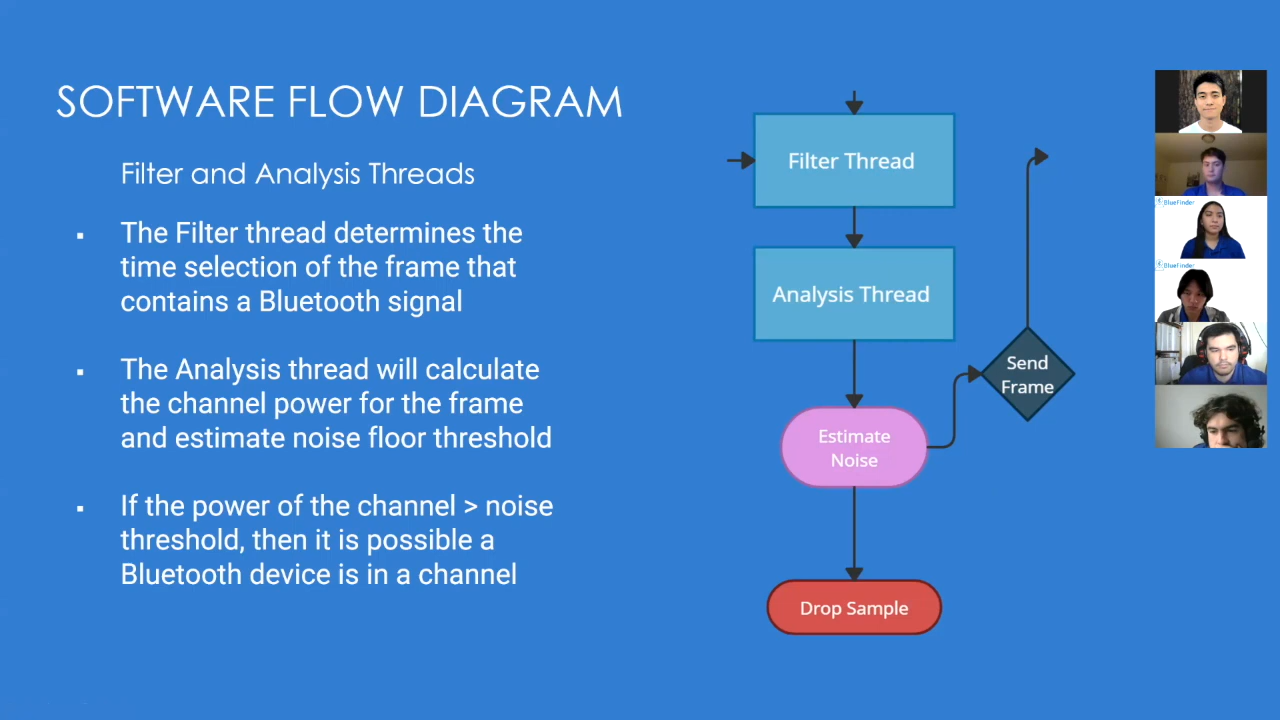 SOFTWARE FLOW DIAGRAM
Filter and Analysis Threads
▪ The Filter thread determines the
time selection of the frame that
contains a Bluetooth signal
▪ The Analysis thread will calculate
the channel power for the frame
and estimate noise floor threshold
▪ If the power of the channel > noise
threshold, then it is possible a
Bluetooth device is in a channel
Filter Thread
Analysis Thread
Send
Frame
Estimate
Noise
Drop Sample
BlueFinder
BlueFinder